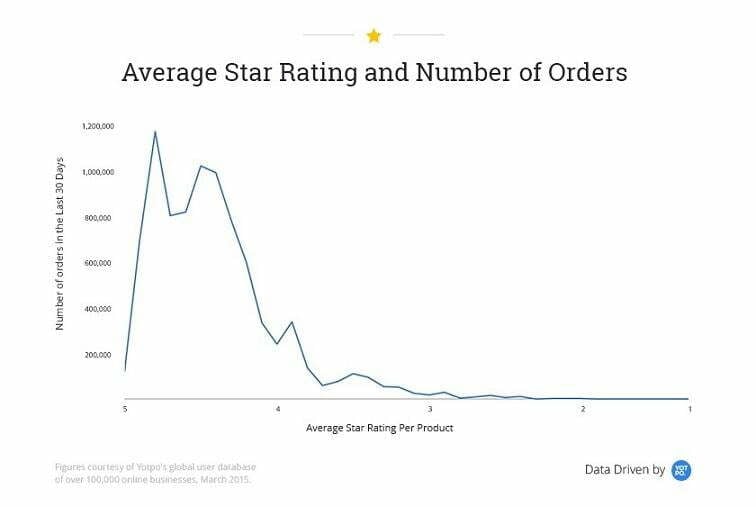 Average Star Rating and Number of Orders
Number of orders in the Last 30 Days
1,200,000
1,000,000
800,000
600,000
400,000
200,000
5
4
3
2
1
Average Star Rating Per Product
Figures courtesy of Yotpo's global user database
of over 100,000 online businesses, March 2015.
Data Driven by
YOT
PO.